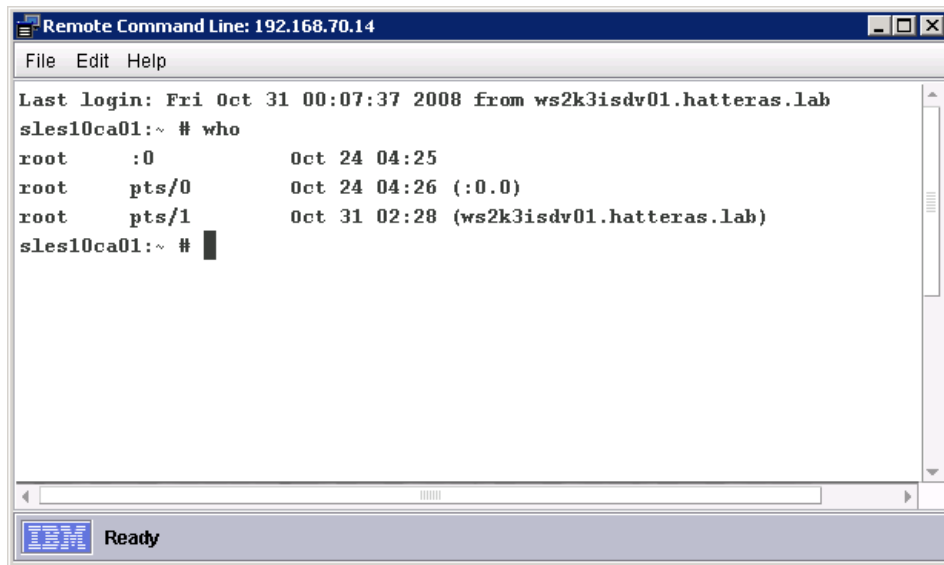 Remote Command Line: 192.168.70.14
File Edit Help
Last login: Fri Oct 31 00:07:37 2008 from ws2k3isdv01.hatteras.lab
sles10ca01:~ # who
root :0 Oct 24 04:25
root pts/0 Oct 24 04:26 (:0.0)
root pts/1 Oct 31 02:28 (ws2k3isdv01.hatteras.lab)
sles10ca01:~ #
IBM Ready